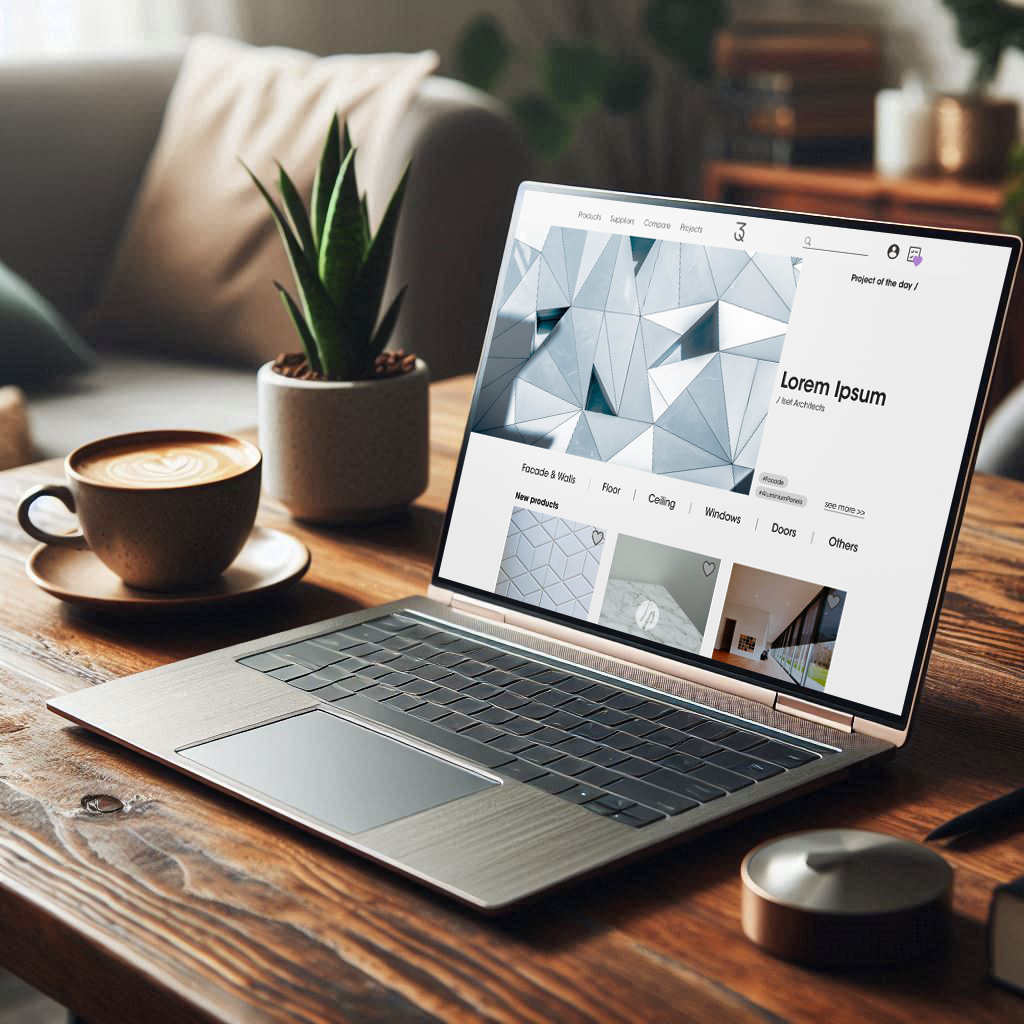 Products Suppliers Compare Projects
Project of the day /
Lorem Ipsum
/ Iset Architects
#Facade
#AluminiumPanels
see more >>
Facade & Walls | Floor | Ceiling | Windows | Doors | Others
New products